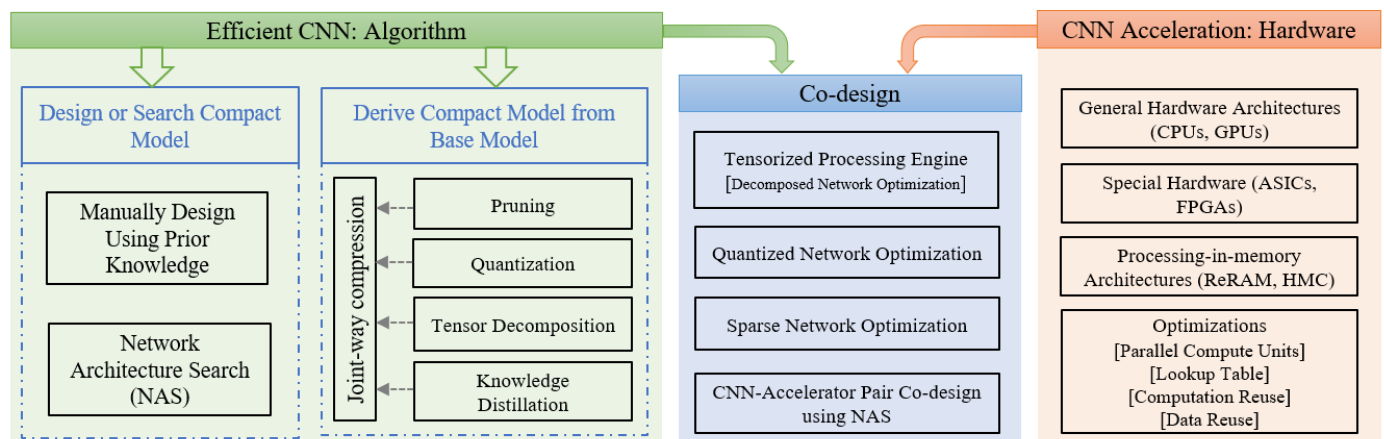 Efficient CNN: Algorithm
Design or Search Compact
Model
Manually Design
Using Prior
Knowledge
Network
Architecture Search
(NAS)
Derive Compact Model from
Base Model
Joint-way compression
Pruning
Quantization
Tensor Decomposition
Knowledge
Distillation
Co-design
Tensorized Processing Engine
[Decomposed Network Optimization]
Quantized Network Optimization
Sparse Network Optimization
CNN-Accelerator Pair Co-design
using NAS
CNN Acceleration: Hardware
General Hardware Architectures
(CPUs, GPUs)
Special Hardware (ASICs,
FPGAs)
Processing-in-memory
Architectures (ReRAM, HMC)
Optimizations
[Parallel Compute Units]
[Lookup Table]
[Computation Reuse]
[Data Reuse]